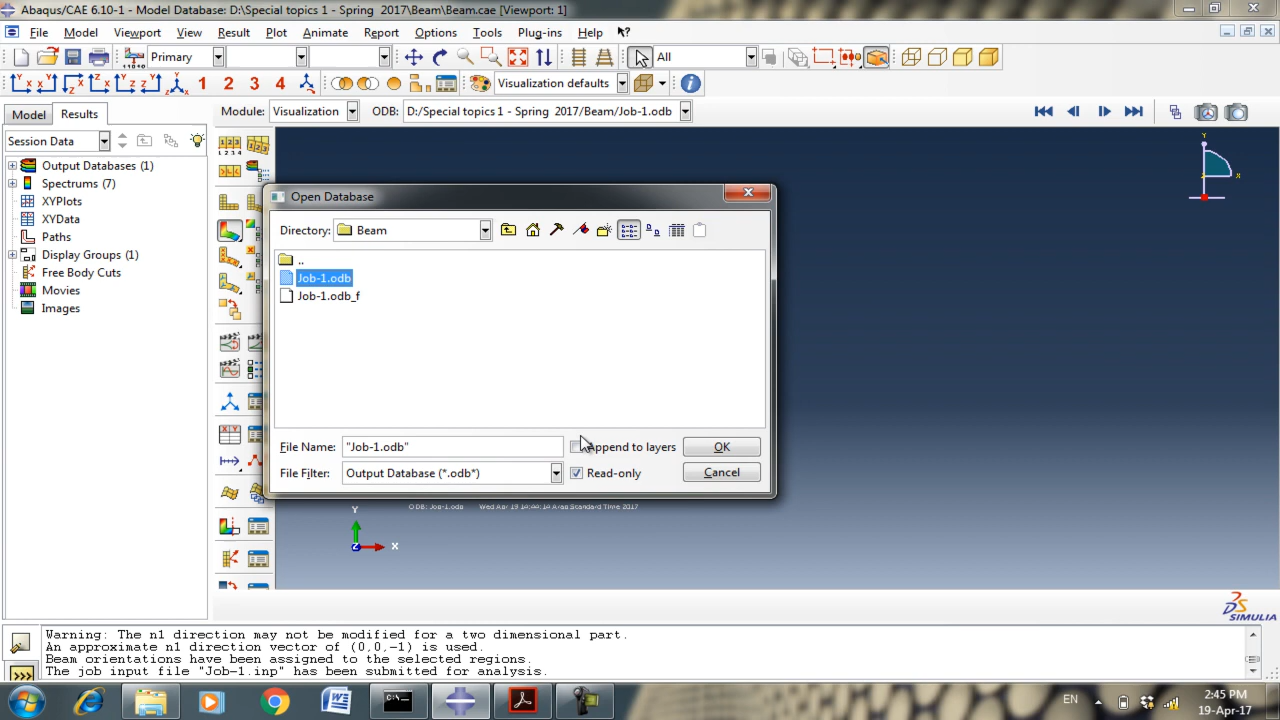 Abaqus/CAE 6.10-1 - Model Database: D:\Special topics 1 - Spring 2017\Beam\Beam.cae [Viewport: 1]
File Model Viewport View Result Plot Animate Report Options Tools Plug-ins Help
Primary All
1 2 3 4 Visualization defaults
Model Results Module: Visualization ODB: D:/Special topics 1 - Spring 2017/Beam/Job-1.odb
Session Data
Output Databases (1)
Spectrums (7)
XYPlots
XYData
Paths
Display Groups (1)
Free Body Cuts
Movies
Images
Y
X
Open Database
Directory: Beam
..
Job-1.odb
Job-1.odb_f
File Name: "Job-1.odb" Append to layers OK
File Filter: Output Database (*.odb*) Read-only Cancel
Y
X
Z
SIMULIA
Warning: The n1 direction may not be modified for a two dimensional part.
An approximate n1 direction vector of (0,0,-1) is used.
Beam orientations have been assigned to the selected regions.
The job input file "Job-1.inp" has been submitted for analysis.
EN 2:45 PM
19-Apr-17